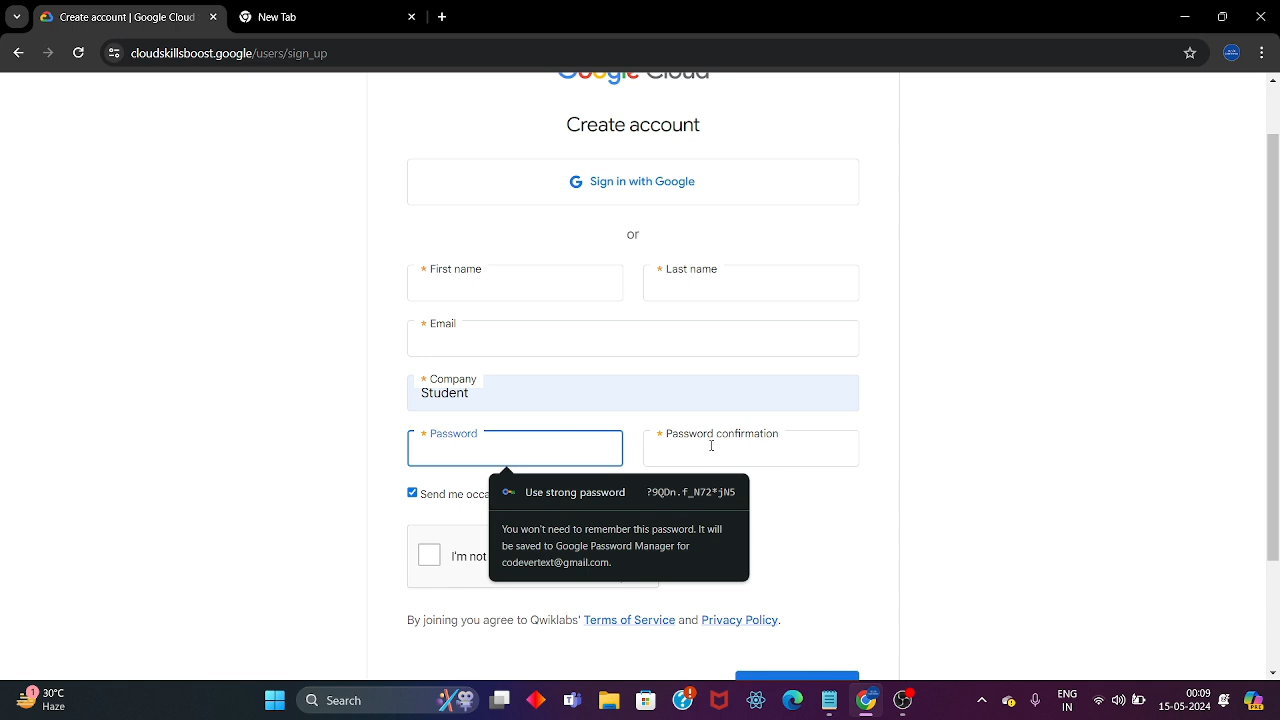 Create account | Google Cloud
New Tab
cloudskillsboost.google/users/sign_up
Google Cloud
Create account
Sign in with Google
or
* First name
* Last name
* Email
* Company
Student
* Password
* Password confirmation
Send me occa
Use strong password ?9QDn.f_N72*jN5
You won't need to remember this password. It will
be saved to Google Password Manager for
codevertext@gmail.com.
I'm not
By joining you agree to Qwiklabs' Terms of Service and Privacy Policy.
1
30°C
Haze
Search
ENG
IN
00:09
15-05-2024